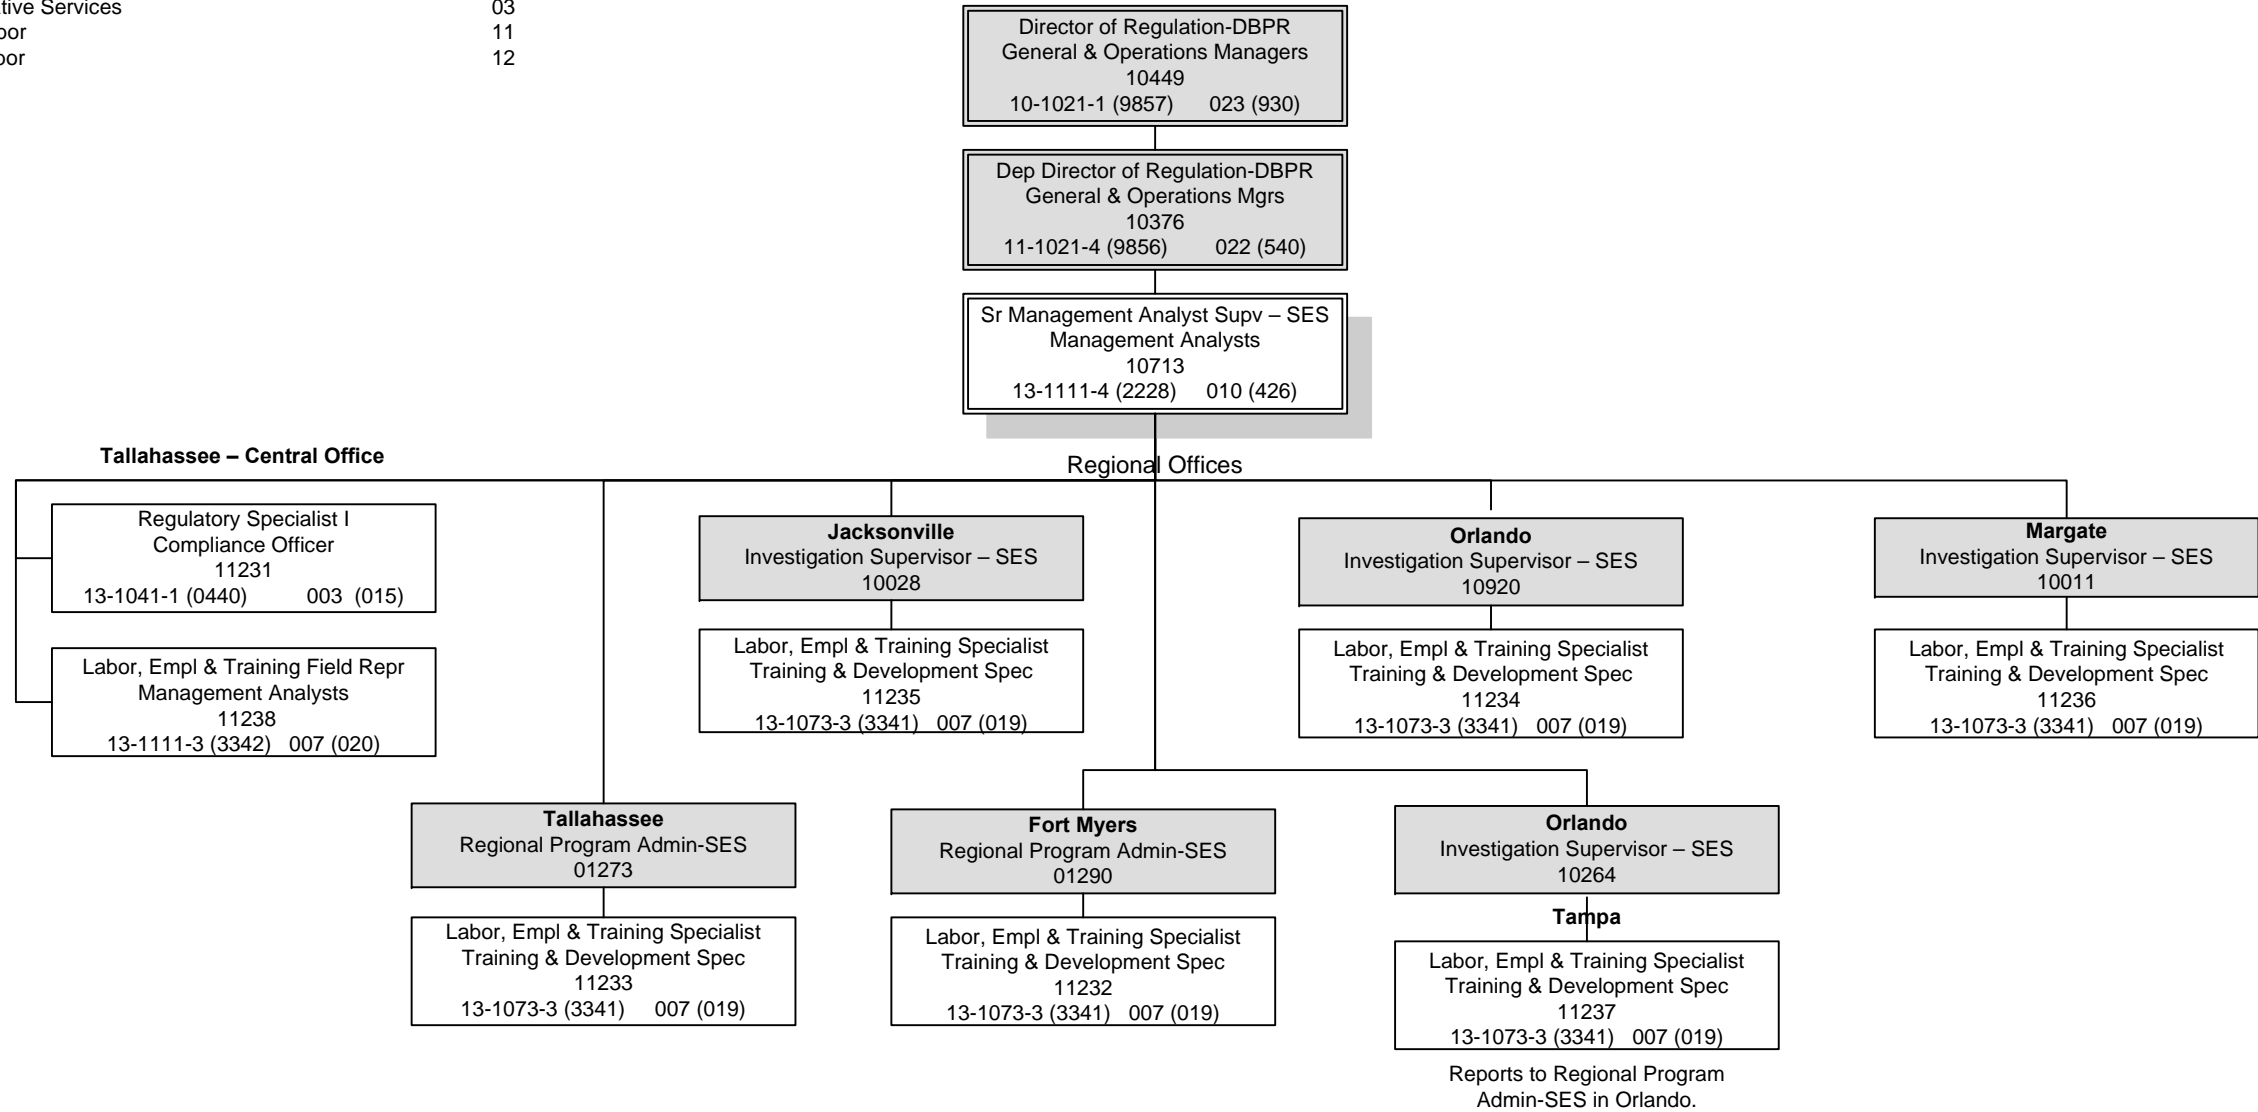 tive Services 03
oor 11
oor 12
Director of Regulation-DBPR
General & Operations Managers
10449
10-1021-1 (9857) 023 (930)
Dep Director of Regulation-DBPR
General & Operations Mgrs
10376
11-1021-4 (9856) 022 (540)
Sr Management Analyst Supv – SES
Management Analysts
10713
13-1111-4 (2228) 010 (426)
Tallahassee – Central Office
Regional Offices
Regulatory Specialist I
Compliance Officer
11231
13-1041-1 (0440) 003 (015)
Labor, Empl & Training Field Repr
Management Analysts
11238
13-1111-3 (3342) 007 (020)
Jacksonville
Investigation Supervisor – SES
10028
Labor, Empl & Training Specialist
Training & Development Spec
11235
13-1073-3 (3341) 007 (019)
Orlando
Investigation Supervisor – SES
10920
Labor, Empl & Training Specialist
Training & Development Spec
11234
13-1073-3 (3341) 007 (019)
Margate
Investigation Supervisor – SES
10011
Labor, Empl & Training Specialist
Training & Development Spec
11236
13-1073-3 (3341) 007 (019)
Tallahassee
Regional Program Admin-SES
01273
Labor, Empl & Training Specialist
Training & Development Spec
11233
13-1073-3 (3341) 007 (019)
Fort Myers
Regional Program Admin-SES
01290
Labor, Empl & Training Specialist
Training & Development Spec
11232
13-1073-3 (3341) 007 (019)
Orlando
Investigation Supervisor – SES
10264
Tampa
Labor, Empl & Training Specialist
Training & Development Spec
11237
13-1073-3 (3341) 007 (019)
Reports to Regional Program
Admin-SES in Orlando.